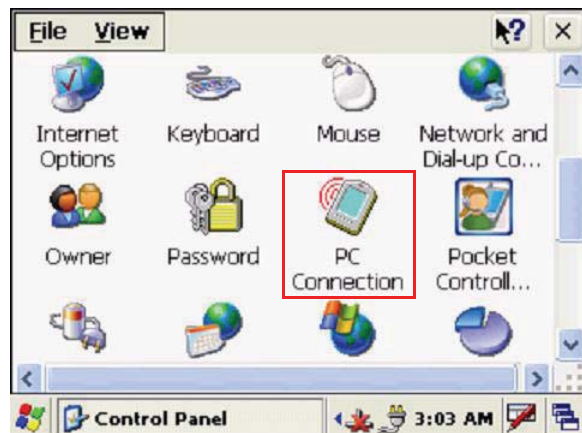 File View ?
Internet Options
Keyboard
Mouse
Network and Dial-up Co...
Owner
Password
PC Connection
Pocket Controll...
Control Panel
3:03 AM